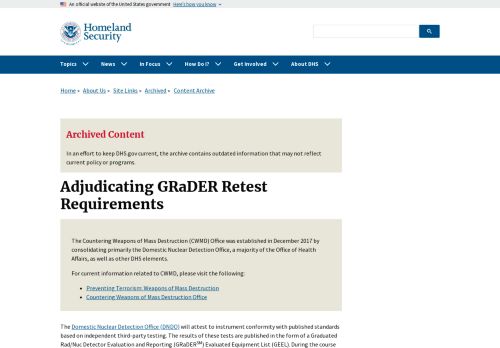 An official website of the United States government Here's how you know
Homeland
Security
Topics News In Focus How Do I? Get Involved About DHS
Home » About Us » Site Links » Archived » Content Archive
Archived Content
In an effort to keep DHS.gov current, the archive contains outdated information that may not reflect
current policy or programs.
Adjudicating GRaDER Retest
Requirements
The Countering Weapons of Mass Destruction (CWMD) Office was established in December 2017 by
consolidating primarily the Domestic Nuclear Detection Office, a majority of the Office of Health
Affairs, as well as other DHS elements.
For current information related to CWMD, please visit the following:
• Preventing Terrorism: Weapons of Mass Destruction
• Countering Weapons of Mass Destruction Office
The Domestic Nuclear Detection Office (DNDO) will attest to instrument conformity with published standards
based on independent third-party testing. The results of these tests are published in the form of a Graduated
Rad/Nuc Detector Evaluation and Reporting (GRaDER℠) Evaluated Equipment List (GEEL). During the course